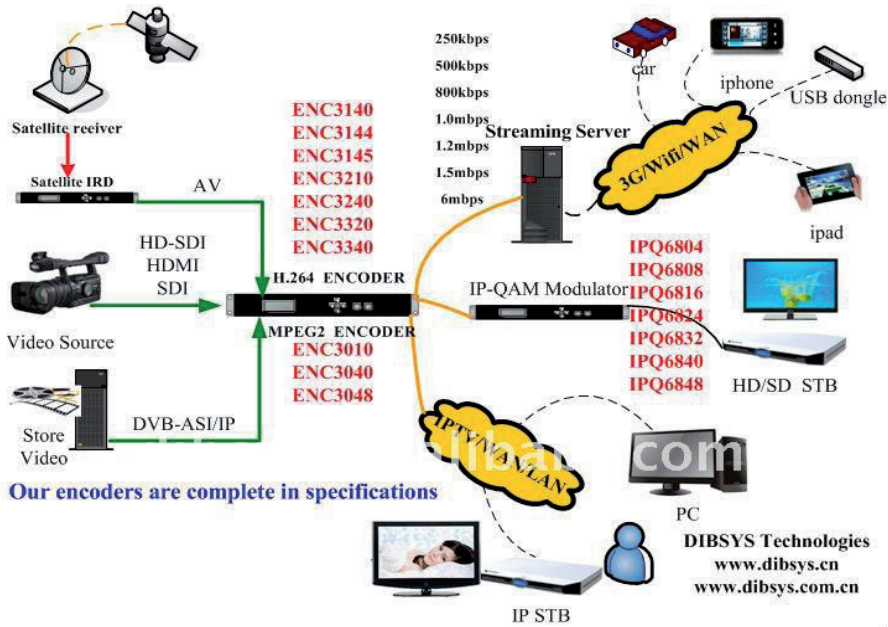 Satellite reeiver
Satellite IRD
AV
HD-SDI
HDMI
SDI
Video Source
Store
Video
DVB-ASI/IP
ENC3140
ENC3144
ENC3145
ENC3210
ENC3240
ENC3320
ENC3340
H.264 ENCODER
MPEG2 ENCODER
ENC3010
ENC3040
ENC3048
250kbps
500kbps
800kbps
1.0mbps
1.2mbps
1.5mbps
6mbps
Streaming Server
3G/Wifi/WAN
car
iphone
USB dongle
ipad
IP-QAM Modulator
IPQ6804
IPQ6808
IPQ6816
IPQ6824
IPQ6832
IPQ6840
IPQ6848
HD/SD STB
IPTV/WAN/LAN
PC
IP STB
Our encoders are complete in specifications
DIBSYS Technologies
www.dibsys.cn
www.dibsys.com.cn